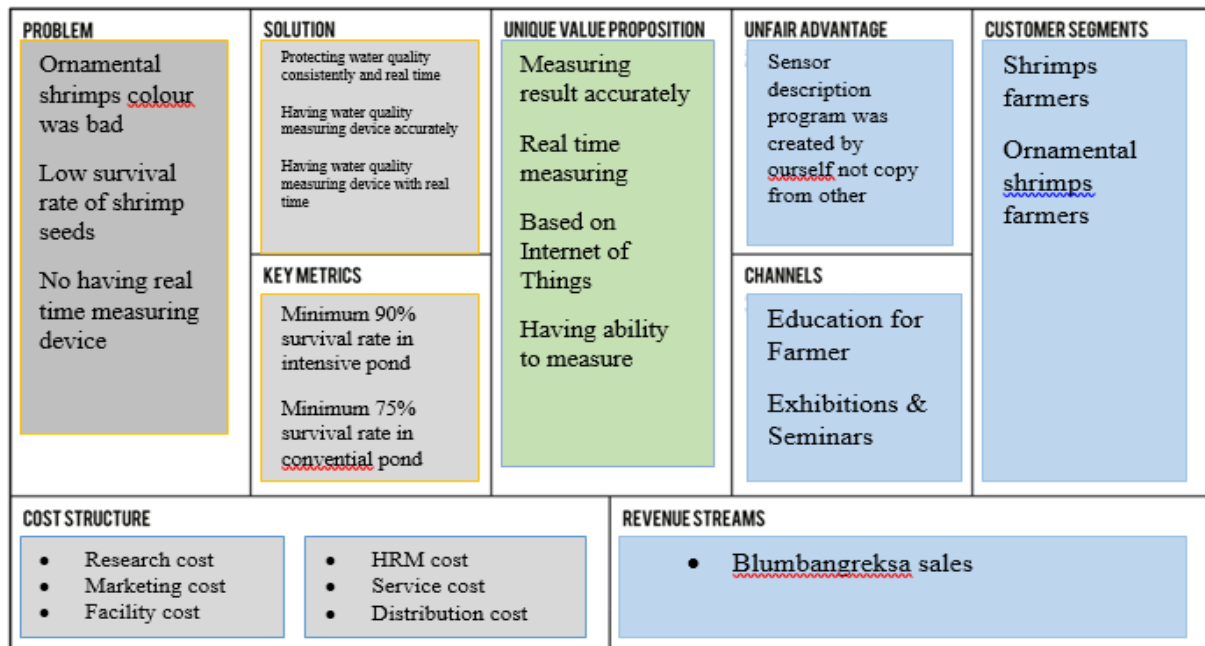 PROBLEM
Ornamental
shrimps colour
was bad
Low survival
rate of shrimp
seeds
No having real
time measuring
device
SOLUTION
Protecting water quality
consistently and real time
Having water quality
measuring device accurately
Having water quality
measuring device with real
time
KEY METRICS
Minimum 90%
survival rate in
intensive pond
Minimum 75%
survival rate in
convential pond
UNIQUE VALUE PROPOSITION
Measuring
result accurately
Real time
measuring
Based on
Internet of
Things
Having ability
to measure
UNFAIR ADVANTAGE
Sensor
description
program was
created by
ourself not copy
from other
CHANNELS
Education for
Farmer
Exhibitions &
Seminars
CUSTOMER SEGMENTS
Shrimps
farmers
Ornamental
shrimps
farmers
COST STRUCTURE
• Research cost
• Marketing cost
• Facility cost
• HRM cost
• Service cost
• Distribution cost
REVENUE STREAMS
• Blumbangreksa sales